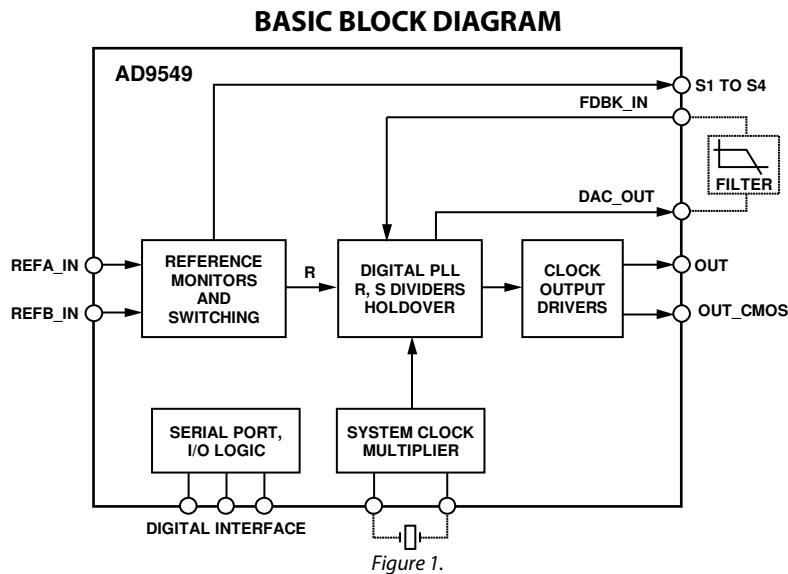 BASIC BLOCK DIAGRAM
AD9549
S1 TO S4
FDBK_IN
FILTER
DAC_OUT
REFA_IN
REFB_IN
REFERENCE
MONITORS
AND
SWITCHING
R
DIGITAL PLL
R, S DIVIDERS
HOLDOVER
CLOCK
OUTPUT
DRIVERS
OUT
OUT_CMOS
SERIAL PORT,
I/O LOGIC
SYSTEM CLOCK
MULTIPLIER
DIGITAL INTERFACE
Figure 1.